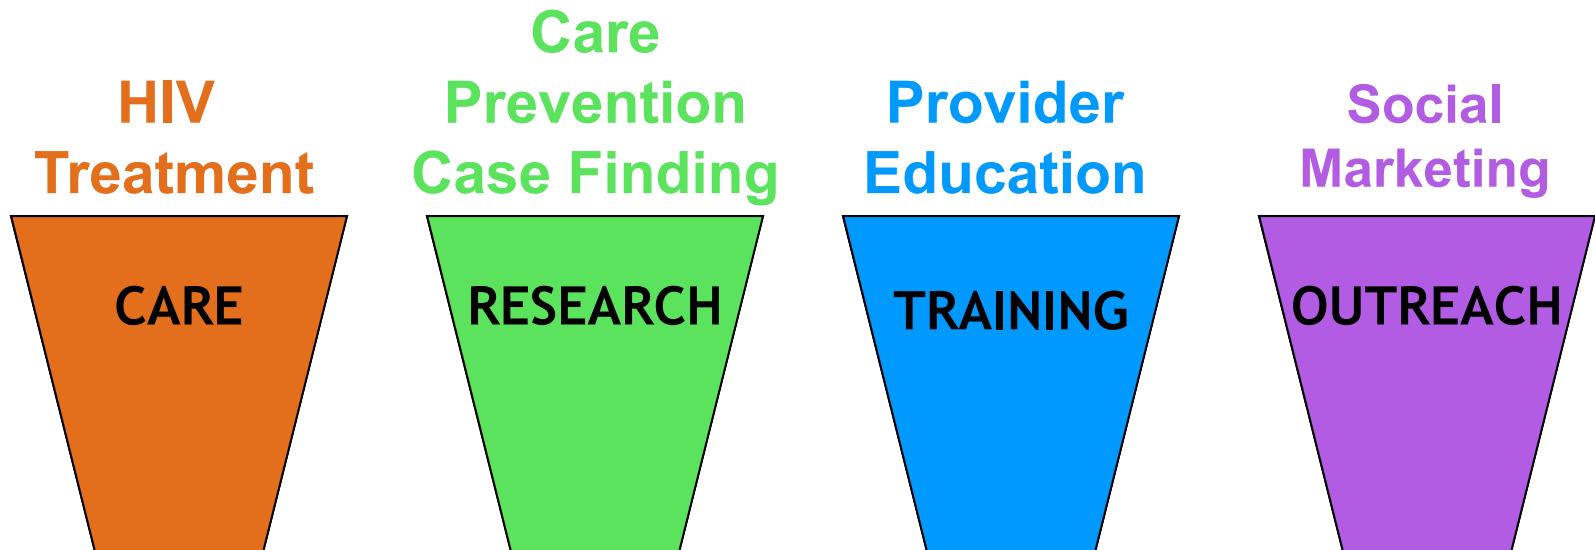 HIV
Treatment
CARE
Care
Prevention
Case Finding
RESEARCH
Provider
Education
TRAINING
Social
Marketing
OUTREACH